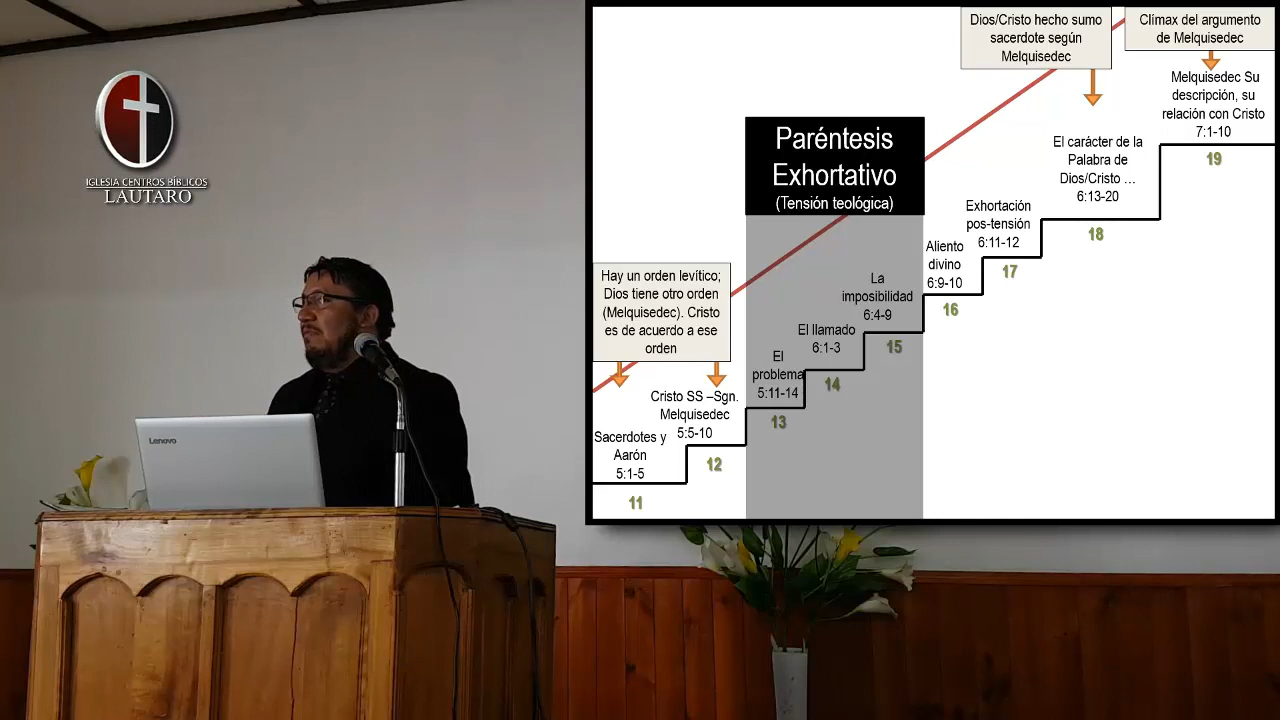 IGLESIA CENTROS BÍBLICOS
LAUTARO
Lenovo
Dios/Cristo hecho sumo
sacerdote según
Melquisedec
Clímax del argumento
de Melquisedec
Melquisedec Su
descripción, su
relación con Cristo
7:1-10
19
Paréntesis
Exhortativo
(Tensión teológica)
El carácter de la
Palabra de
Dios/Cristo ...
6:13-20
18
Exhortación
pos-tensión
6:11-12
17
Aliento
divino
6:9-10
16
Hay un orden levítico;
Dios tiene otro orden
(Melquisedec). Cristo
es de acuerdo a ese
orden
La
imposibilidad
6:4-9
15
El llamado
6:1-3
14
El
problema
5:11-14
13
Cristo SS –Sgn.
Melquisedec
5:5-10
12
Sacerdotes y
Aarón
5:1-5
11